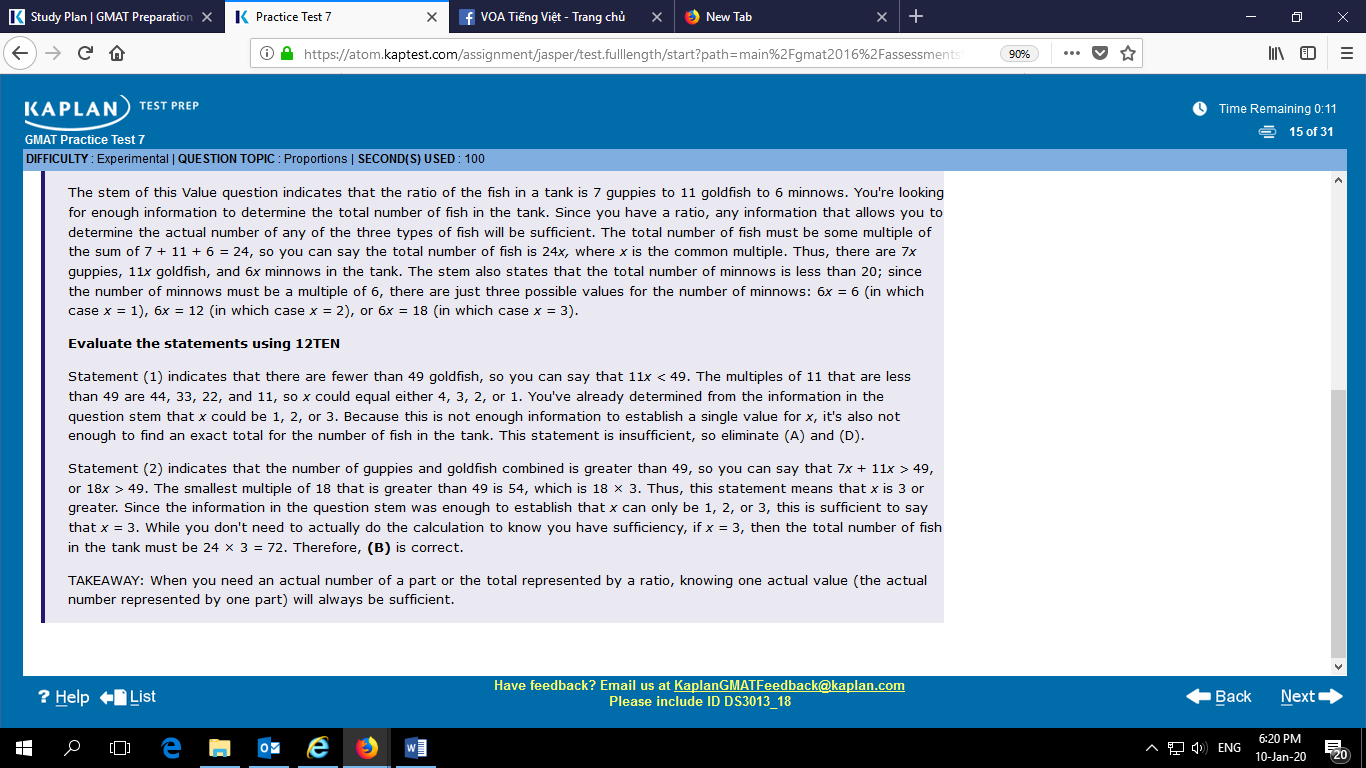 Study Plan | GMAT Preparation
Practice Test 7
VOA Tiếng Việt - Trang chủ
New Tab
https://atom.kaptest.com/assignment/jasper/test.fulllength/start?path=main%2Fgmat2016%2Fassessments
90%
KAPLAN TEST PREP
Time Remaining 0:11
GMAT Practice Test 7
15 of 31
DIFFICULTY : Experimental | QUESTION TOPIC : Proportions | SECOND(S) USED : 100
The stem of this Value question indicates that the ratio of the fish in a tank is 7 guppies to 11 goldfish to 6 minnows. You're looking
for enough information to determine the total number of fish in the tank. Since you have a ratio, any information that allows you to
determine the actual number of any of the three types of fish will be sufficient. The total number of fish must be some multiple of
the sum of 7 + 11 + 6 = 24, so you can say the total number of fish is 24x, where x is the common multiple. Thus, there are 7x
guppies, 11x goldfish, and 6x minnows in the tank. The stem also states that the total number of minnows is less than 20; since
the number of minnows must be a multiple of 6, there are just three possible values for the number of minnows: 6x = 6 (in which
case x = 1), 6x = 12 (in which case x = 2), or 6x = 18 (in which case x = 3).
Evaluate the statements using 12TEN
Statement (1) indicates that there are fewer than 49 goldfish, so you can say that 11x < 49. The multiples of 11 that are less
than 49 are 44, 33, 22, and 11, so x could equal either 4, 3, 2, or 1. You've already determined from the information in the
question stem that x could be 1, 2, or 3. Because this is not enough information to establish a single value for x, it's also not
enough to find an exact total for the number of fish in the tank. This statement is insufficient, so eliminate (A) and (D).
Statement (2) indicates that the number of guppies and goldfish combined is greater than 49, so you can say that 7x + 11x > 49,
or 18x > 49. The smallest multiple of 18 that is greater than 49 is 54, which is 18 × 3. Thus, this statement means that x is 3 or
greater. Since the information in the question stem was enough to establish that x can only be 1, 2, or 3, this is sufficient to say
that x = 3. While you don't need to actually do the calculation to know you have sufficiency, if x = 3, then the total number of fish
in the tank must be 24 × 3 = 72. Therefore, (B) is correct.
TAKEAWAY: When you need an actual number of a part or the total represented by a ratio, knowing one actual value (the actual
number represented by one part) will always be sufficient.
? Help
List
Have feedback? Email us at KaplanGMATFeedback@kaplan.com
Please include ID DS3013_18
Back
Next
ENG
6:20 PM
10-Jan-20
20